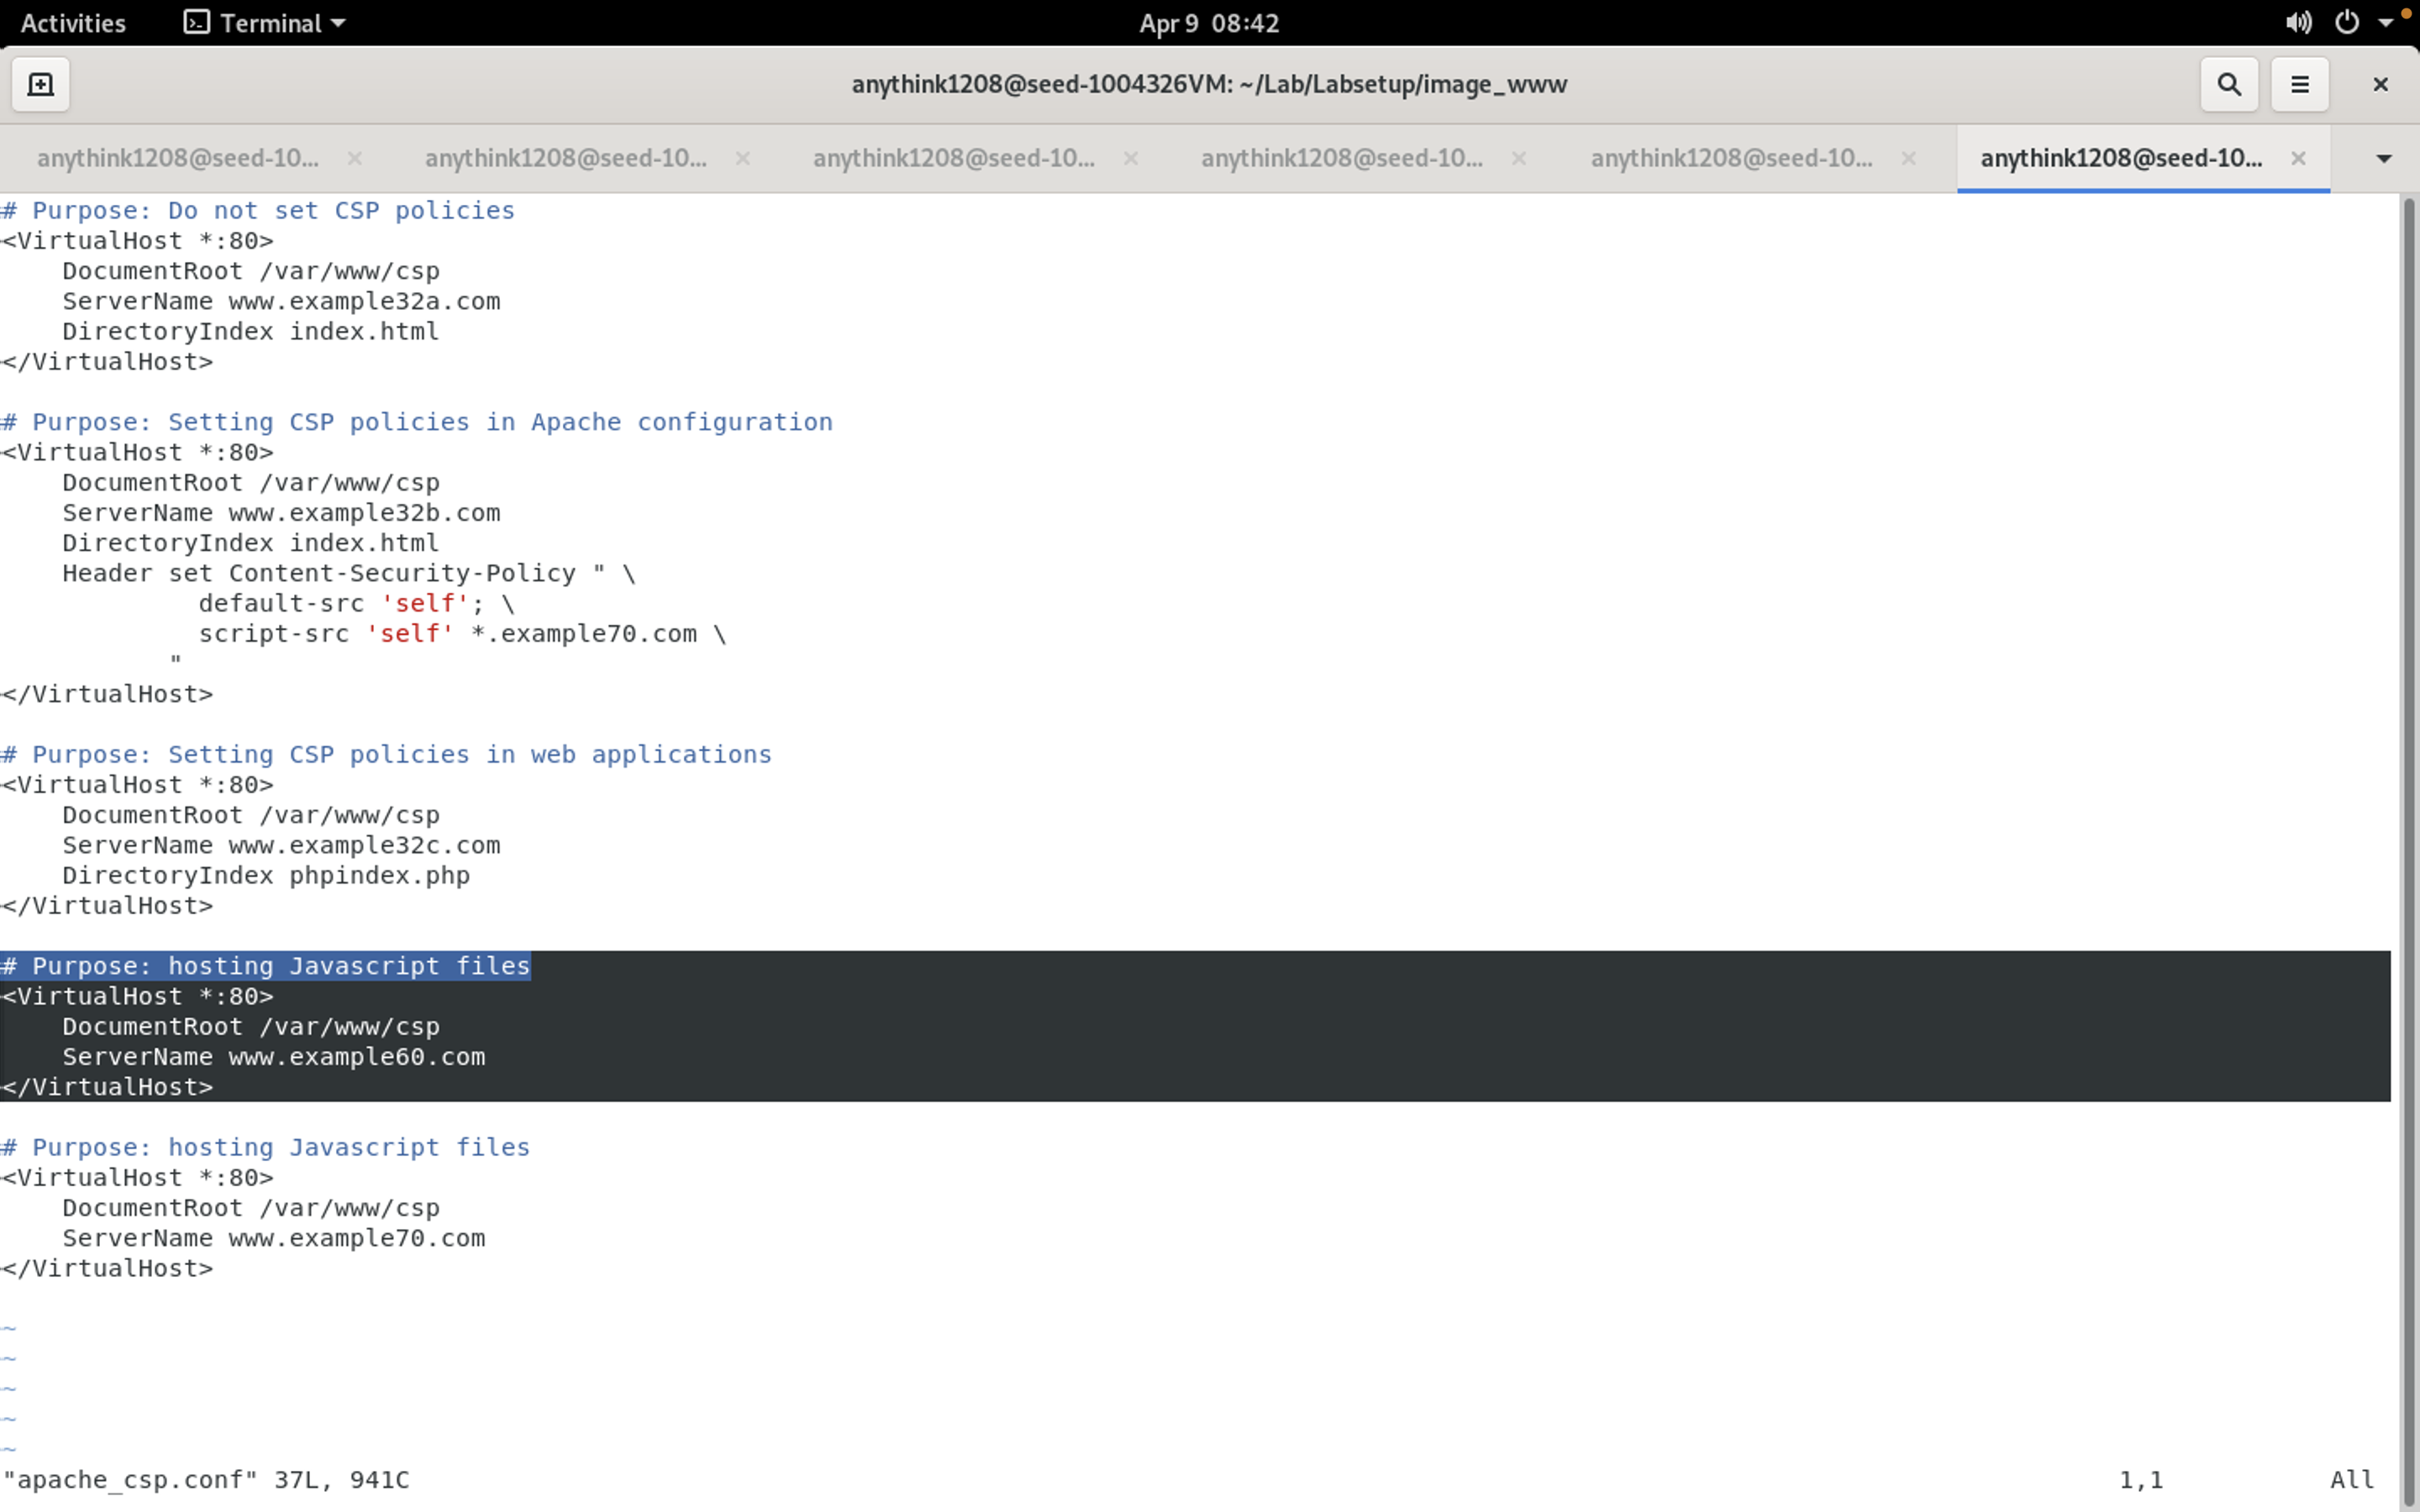 Activities Terminal Apr 9 08:42
anythink1208@seed-1004326VM: ~/Lab/Labsetup/image_www
anythink1208@seed-10... anythink1208@seed-10... anythink1208@seed-10... anythink1208@seed-10... anythink1208@seed-10... anythink1208@seed-10...
# Purpose: Do not set CSP policies
<VirtualHost *:80>
    DocumentRoot /var/www/csp
    ServerName www.example32a.com
    DirectoryIndex index.html
</VirtualHost>

# Purpose: Setting CSP policies in Apache configuration
<VirtualHost *:80>
    DocumentRoot /var/www/csp
    ServerName www.example32b.com
    DirectoryIndex index.html
    Header set Content-Security-Policy " \
             default-src 'self'; \
             script-src 'self' *.example70.com \
           "
</VirtualHost>

# Purpose: Setting CSP policies in web applications
<VirtualHost *:80>
    DocumentRoot /var/www/csp
    ServerName www.example32c.com
    DirectoryIndex phpindex.php
</VirtualHost>

# Purpose: hosting Javascript files
<VirtualHost *:80>
    DocumentRoot /var/www/csp
    ServerName www.example60.com
</VirtualHost>

# Purpose: hosting Javascript files
<VirtualHost *:80>
    DocumentRoot /var/www/csp
    ServerName www.example70.com
</VirtualHost>

~
~
~
~
~
"apache_csp.conf" 37L, 941C 1,1 All